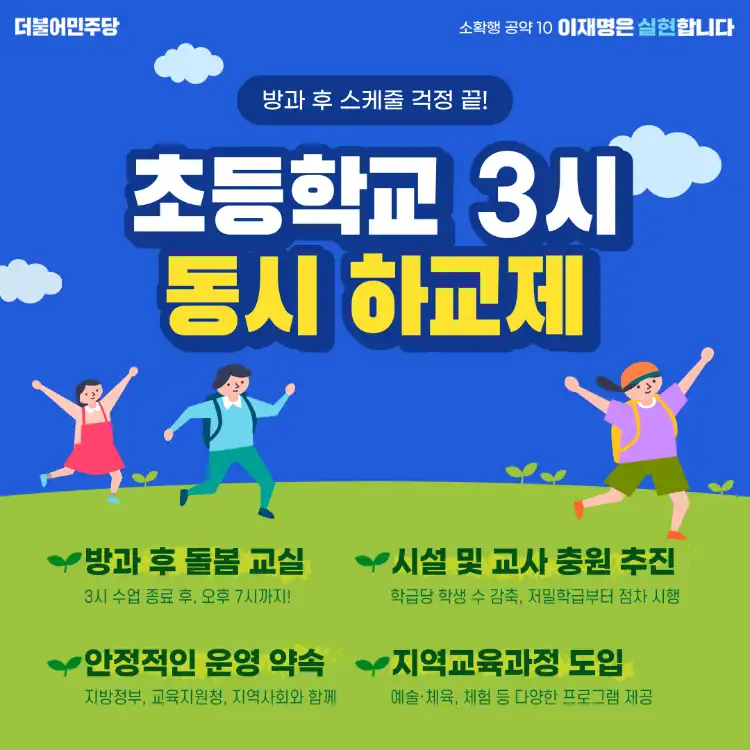 더불어민주당
소확행 공약 10 이재명은 실현합니다
방과 후 스케줄 걱정 끝!
초등학교 3시
동시 하교제
방과 후 돌봄 교실
3시 수업 종료 후, 오후 7시까지!
시설 및 교사 충원 추진
학급당 학생 수 감축, 저밀학급부터 점차 시행
안정적인 운영 약속
지방정부, 교육지원청, 지역사회와 함께
지역교육과정 도입
예술·체육, 체험 등 다양한 프로그램 제공